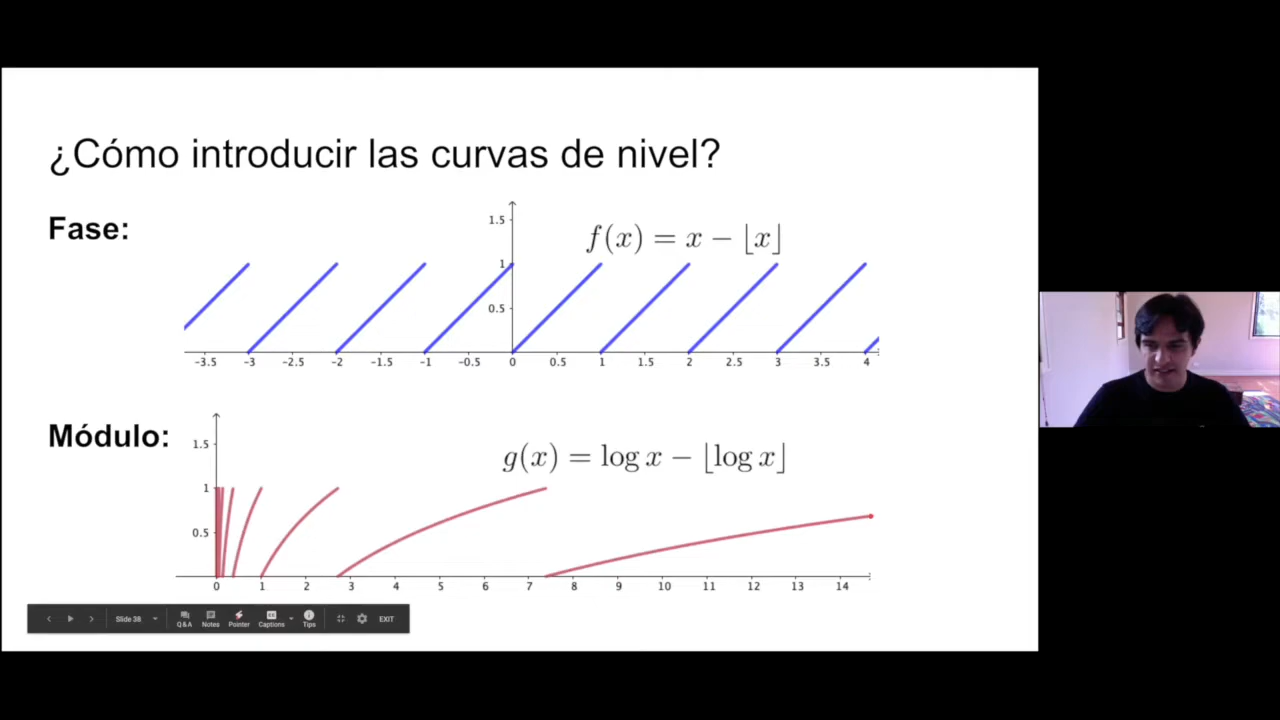 ¿Cómo introducir las curvas de nivel?
Fase:
f(x) = x − ⌊x⌋
1.5
1
0.5
-3.5 -3 -2.5 -2 -1.5 -1 -0.5 0 0.5 1 1.5 2 2.5 3 3.5 4
Módulo:
g(x) = log x − ⌊log x⌋
1.5
1
0.5
0 1 2 3 4 5 6 7 8 9 10 11 12 13 14
Slide 38 Q&A Notes Pointer Captions Tips EXIT